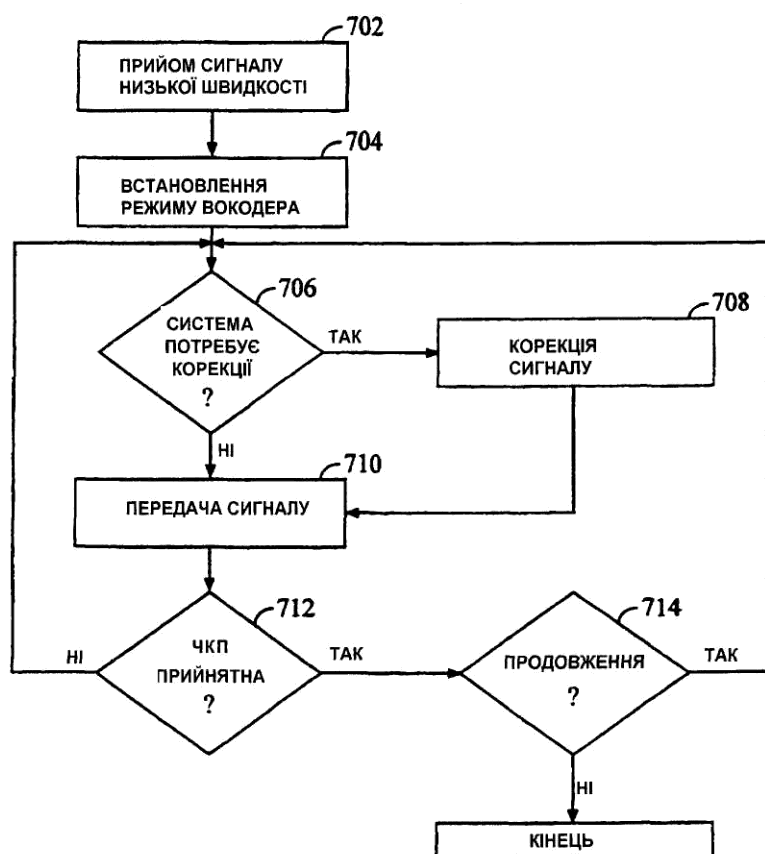 702
ПРИЙОМ СИГНАЛУ
НИЗЬКОЇ ШВИДКОСТІ
704
ВСТАНОВЛЕННЯ
РЕЖИМУ ВОКОДЕРА
706
СИСТЕМА
ПОТРЕБУЄ
КОРЕКЦІЇ
?
ТАК
708
КОРЕКЦІЯ
СИГНАЛУ
НІ
710
ПЕРЕДАЧА СИГНАЛУ
712
ЧКП
ПРИЙНЯТНА
?
НІ
ТАК
714
ПРОДОВЖЕННЯ
?
ТАК
НІ
КІНЕЦЬ